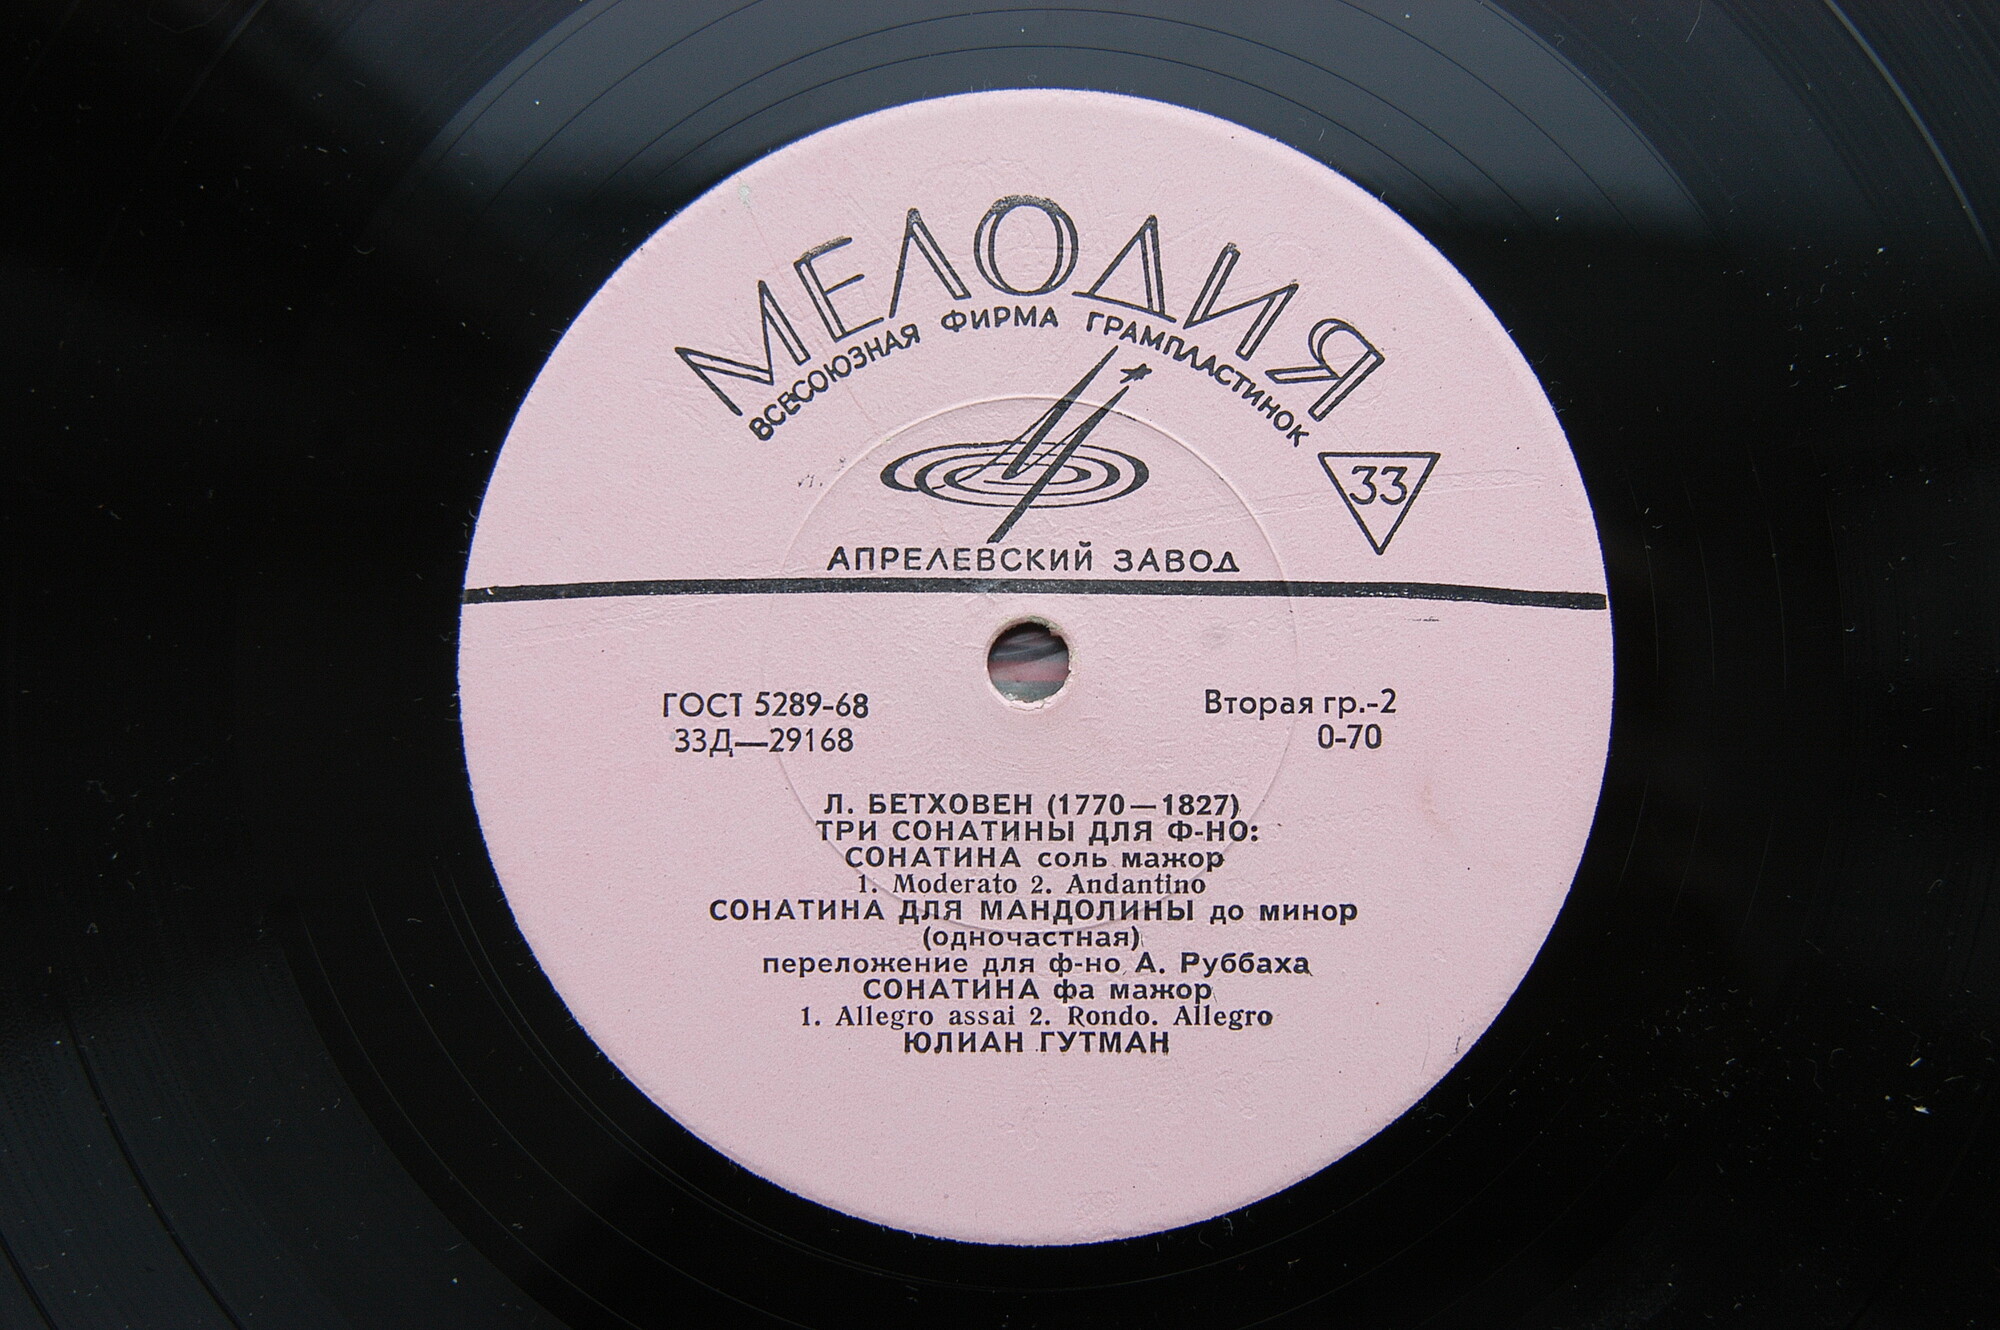 МЕЛОДИЯ
ВСЕСОЮЗНАЯ ФИРМА ГРАМПЛАСТИНОК
33
АПРЕЛЕВСКИЙ ЗАВОД
ГОСТ 5289-68
33Д—29168
Вторая гр.-2
0-70
Л. БЕТХОВЕН (1770—1827)
ТРИ СОНАТИНЫ ДЛЯ Ф-НО:
СОНАТИНА соль мажор
1. Moderato 2. Andantino
СОНАТИНА ДЛЯ МАНДОЛИНЫ до минор
(одночастная)
переложение для ф-но А. Руббаха
СОНАТИНА фа мажор
1. Allegro assai 2. Rondo. Allegro
ЮЛИАН ГУТМАН